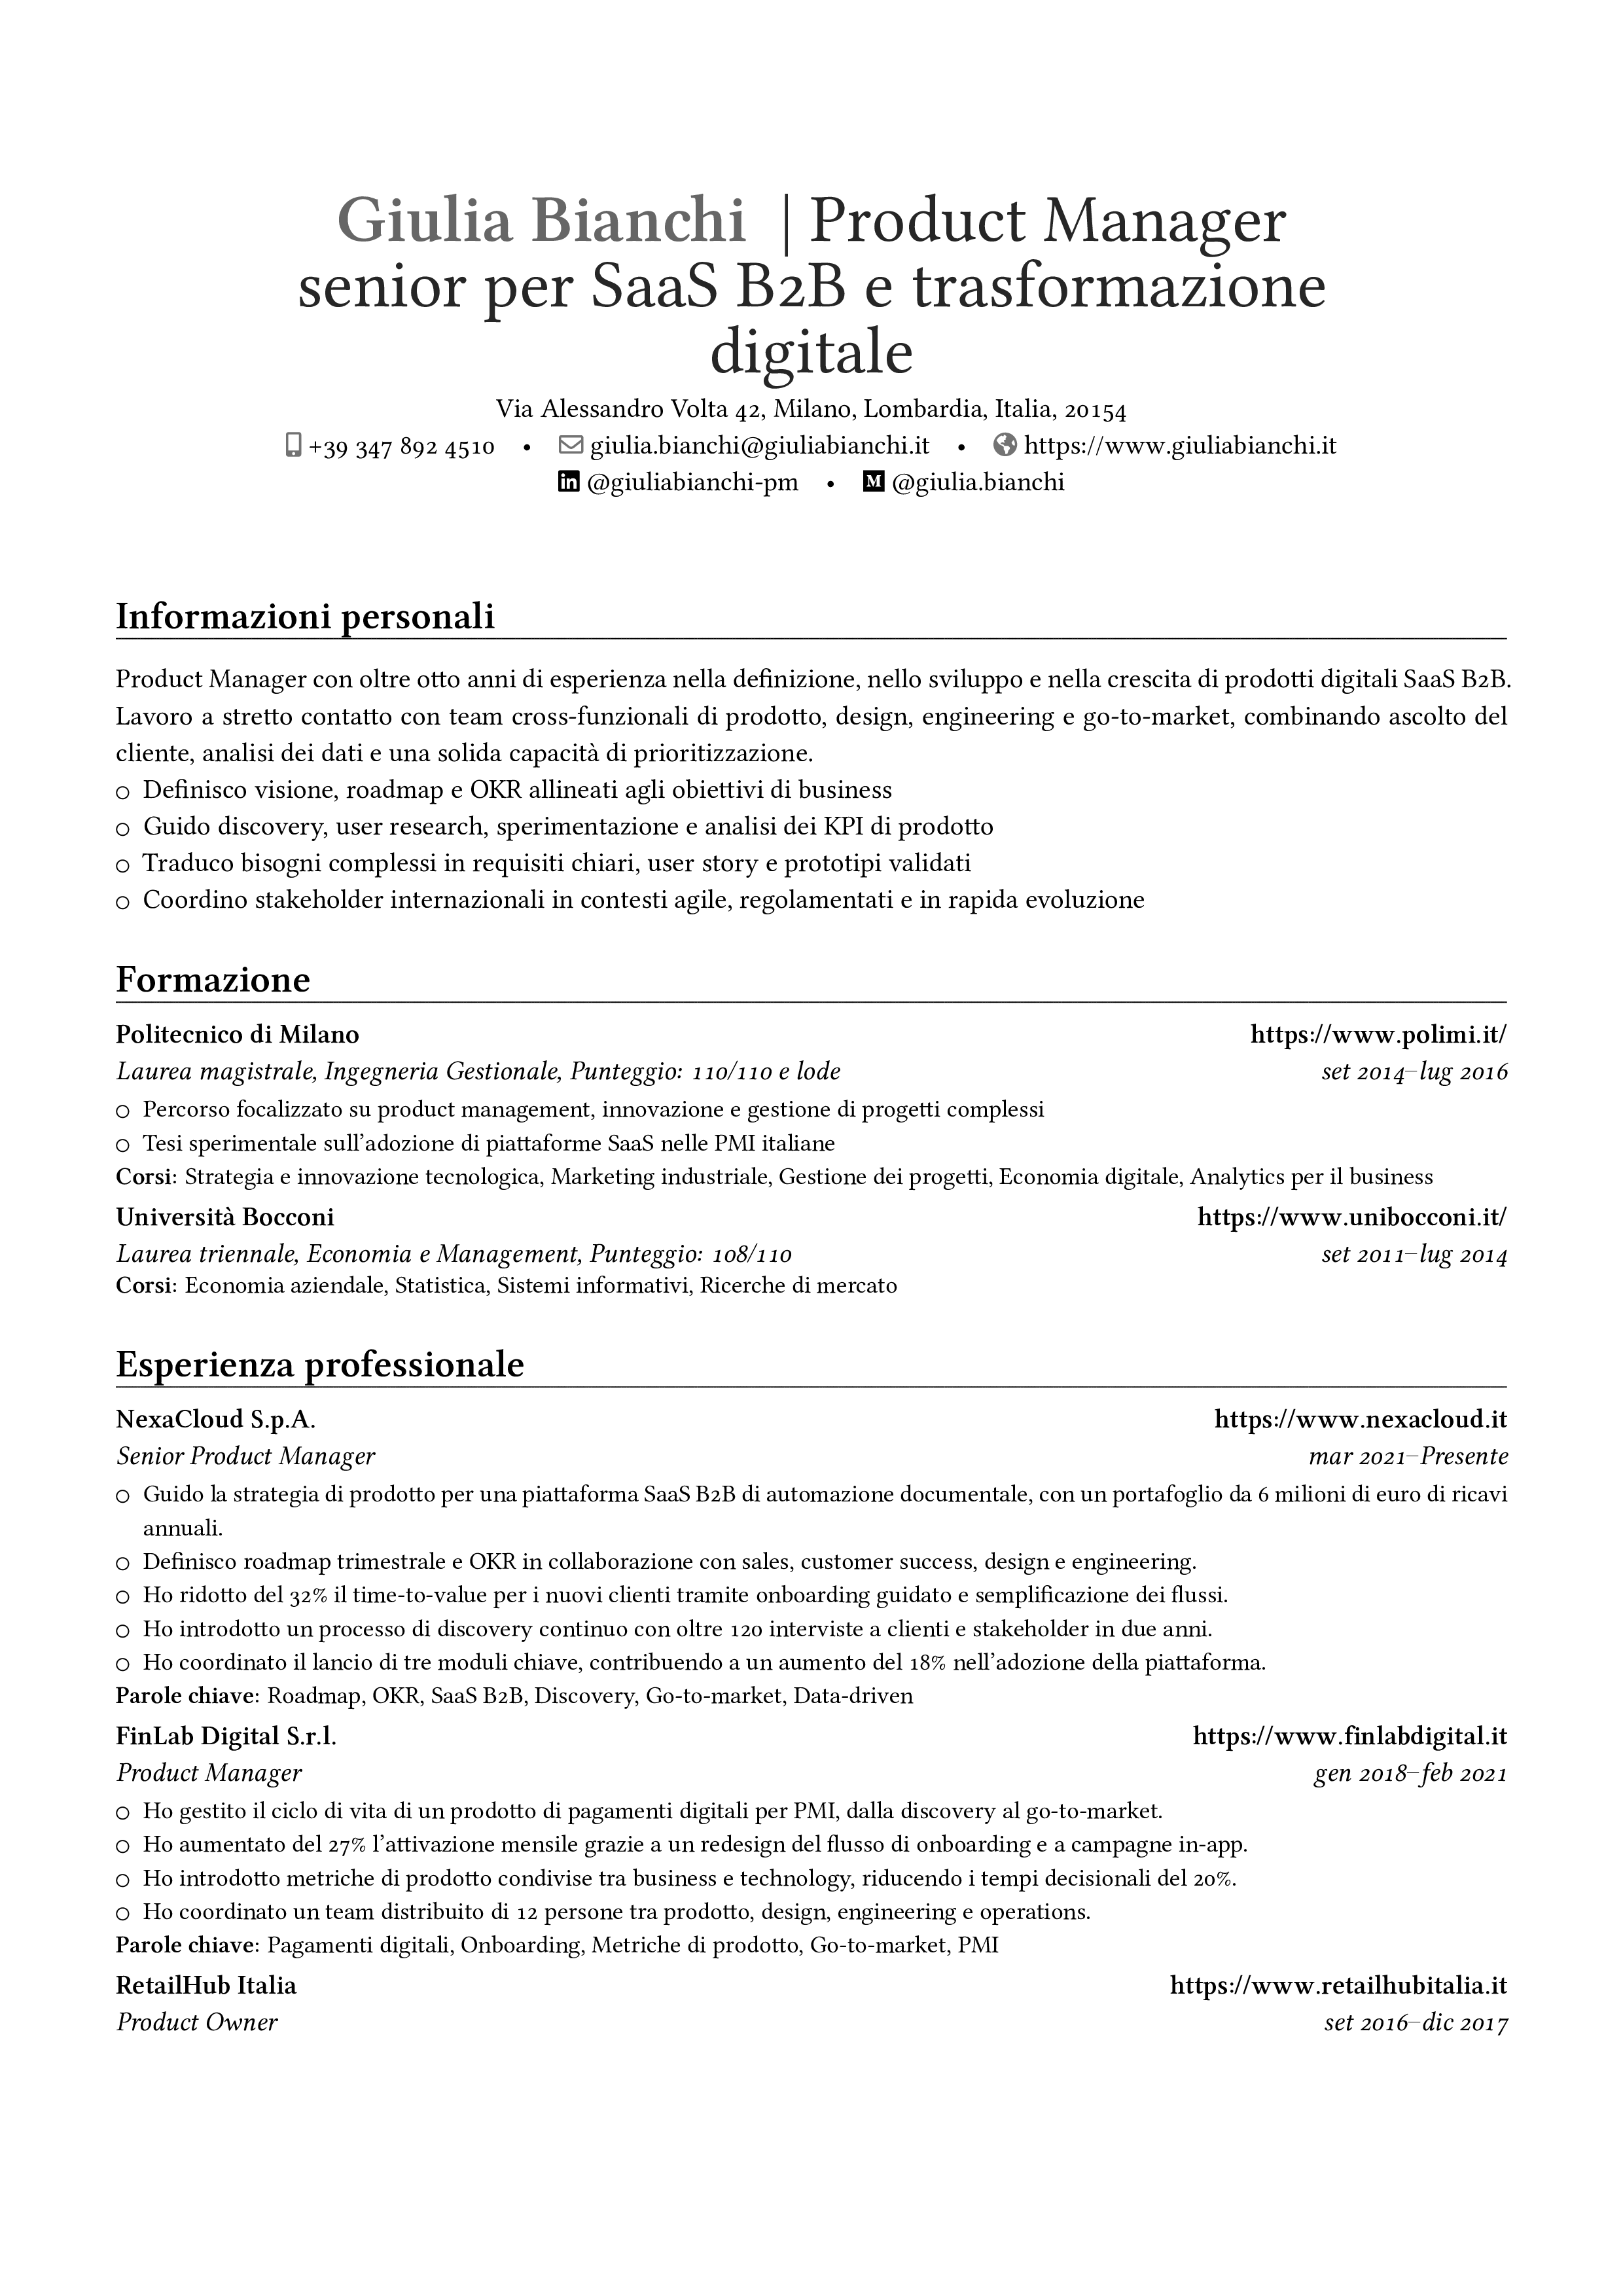 Giulia Bianchi | Product Manager
senior per SaaS B2B e trasformazione
digitale
Via Alessandro Volta 42, Milano, Lombardia, Italia, 20154
+39 347 892 4510 • giulia.bianchi@giuliabianchi.it • https://www.giuliabianchi.it
@giuliabianchi-pm • @giulia.bianchi
Informazioni personali
Product Manager con oltre otto anni di esperienza nella definizione, nello sviluppo e nella crescita di prodotti digitali SaaS B2B.
Lavoro a stretto contatto con team cross-funzionali di prodotto, design, engineering e go-to-market, combinando ascolto del
cliente, analisi dei dati e una solida capacità di prioritizzazione.
○ Definisco visione, roadmap e OKR allineati agli obiettivi di business
○ Guido discovery, user research, sperimentazione e analisi dei KPI di prodotto
○ Traduco bisogni complessi in requisiti chiari, user story e prototipi validati
○ Coordino stakeholder internazionali in contesti agile, regolamentati e in rapida evoluzione
Formazione
Politecnico di Milano https://www.polimi.it/
Laurea magistrale, Ingegneria Gestionale, Punteggio: 110/110 e lode set 2014–lug 2016
○ Percorso focalizzato su product management, innovazione e gestione di progetti complessi
○ Tesi sperimentale sull'adozione di piattaforme SaaS nelle PMI italiane
Corsi: Strategia e innovazione tecnologica, Marketing industriale, Gestione dei progetti, Economia digitale, Analytics per il business
Università Bocconi https://www.unibocconi.it/
Laurea triennale, Economia e Management, Punteggio: 108/110 set 2011–lug 2014
Corsi: Economia aziendale, Statistica, Sistemi informativi, Ricerche di mercato
Esperienza professionale
NexaCloud S.p.A. https://www.nexacloud.it
Senior Product Manager mar 2021–Presente
○ Guido la strategia di prodotto per una piattaforma SaaS B2B di automazione documentale, con un portafoglio da 6 milioni di euro di ricavi
annuali.
○ Definisco roadmap trimestrale e OKR in collaborazione con sales, customer success, design e engineering.
○ Ho ridotto del 32% il time-to-value per i nuovi clienti tramite onboarding guidato e semplificazione dei flussi.
○ Ho introdotto un processo di discovery continuo con oltre 120 interviste a clienti e stakeholder in due anni.
○ Ho coordinato il lancio di tre moduli chiave, contribuendo a un aumento del 18% nell'adozione della piattaforma.
Parole chiave: Roadmap, OKR, SaaS B2B, Discovery, Go-to-market, Data-driven
FinLab Digital S.r.l. https://www.finlabdigital.it
Product Manager gen 2018–feb 2021
○ Ho gestito il ciclo di vita di un prodotto di pagamenti digitali per PMI, dalla discovery al go-to-market.
○ Ho aumentato del 27% l'attivazione mensile grazie a un redesign del flusso di onboarding e a campagne in-app.
○ Ho introdotto metriche di prodotto condivise tra business e technology, riducendo i tempi decisionali del 20%.
○ Ho coordinato un team distribuito di 12 persone tra prodotto, design, engineering e operations.
Parole chiave: Pagamenti digitali, Onboarding, Metriche di prodotto, Go-to-market, PMI
RetailHub Italia https://www.retailhubitalia.it
Product Owner set 2016–dic 2017